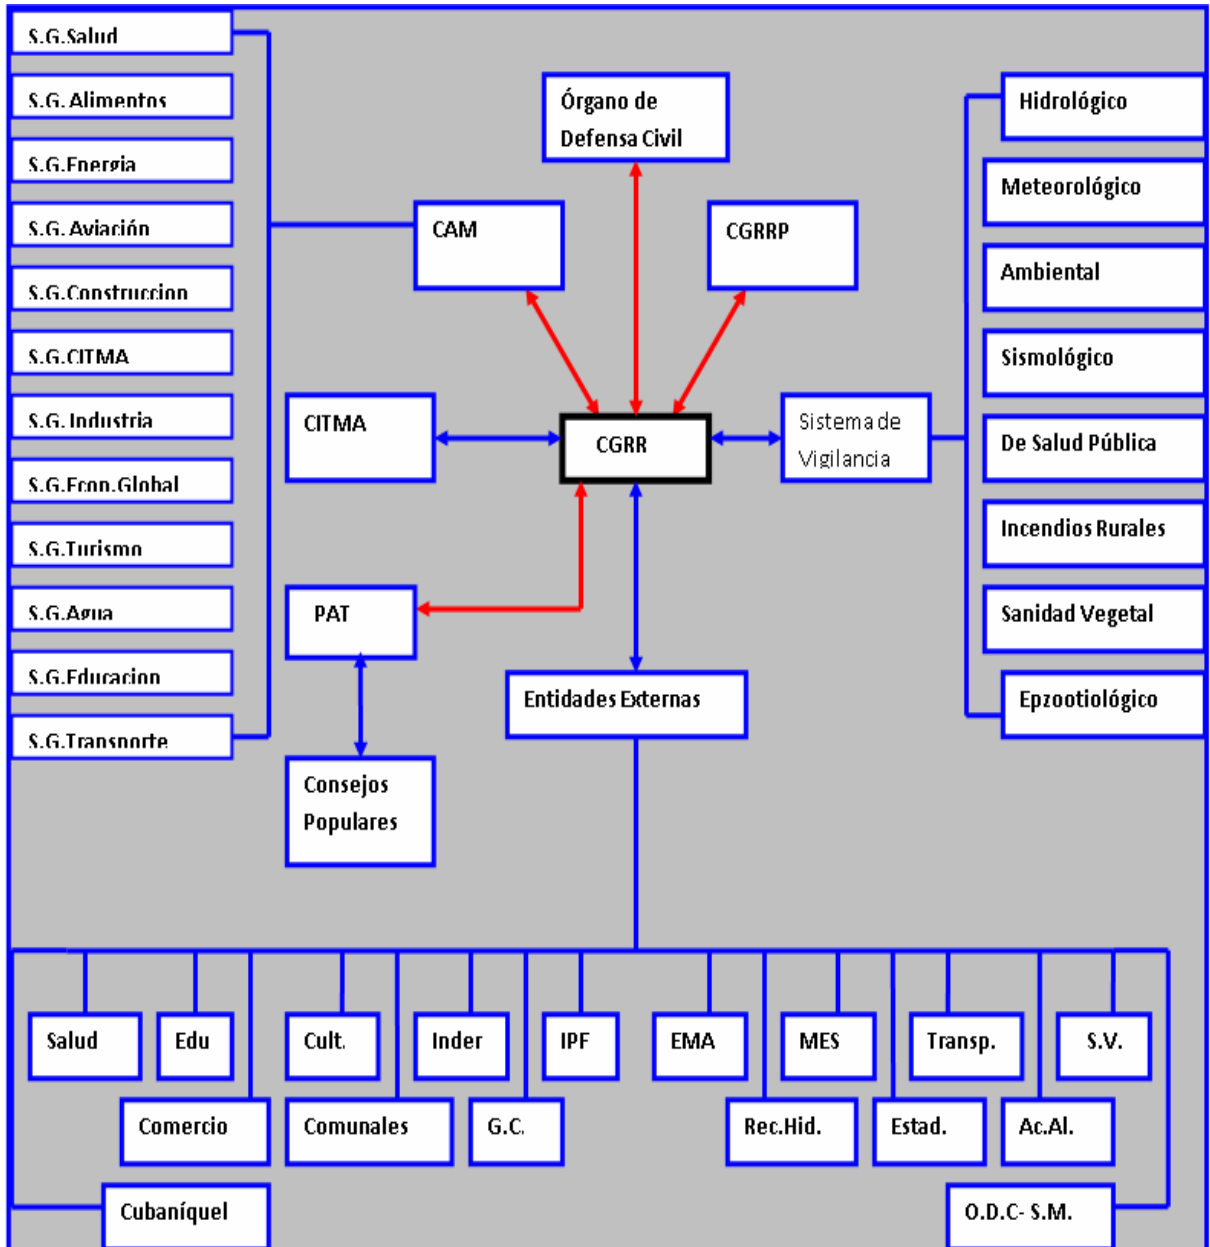 S.G.Salud
S.G. Alimentos
S.G.Energia
S.G. Aviación
S.G.Construccion
S.G.CITMA
S.G. Industria
S.G.Econ.Global
S.G.Turismo
S.G.Agua
S.G.Educacion
S.G.Transporte
Órgano de
Defensa Civil
CAM
CGRRP
CITMA
CGRR
Sistema de
Vigilancia
PAT
Entidades Externas
Consejos
Populares
Hidrológico
Meteorológico
Ambiental
Sismológico
De Salud Pública
Incendios Rurales
Sanidad Vegetal
Epzootiológico
Salud
Edu
Cult.
Inder
IPF
EMA
MES
Transp.
S.V.
Comercio
Comunales
G.C.
Rec.Hid.
Estad.
Ac.Al.
Cubaníquel
O.D.C- S.M.